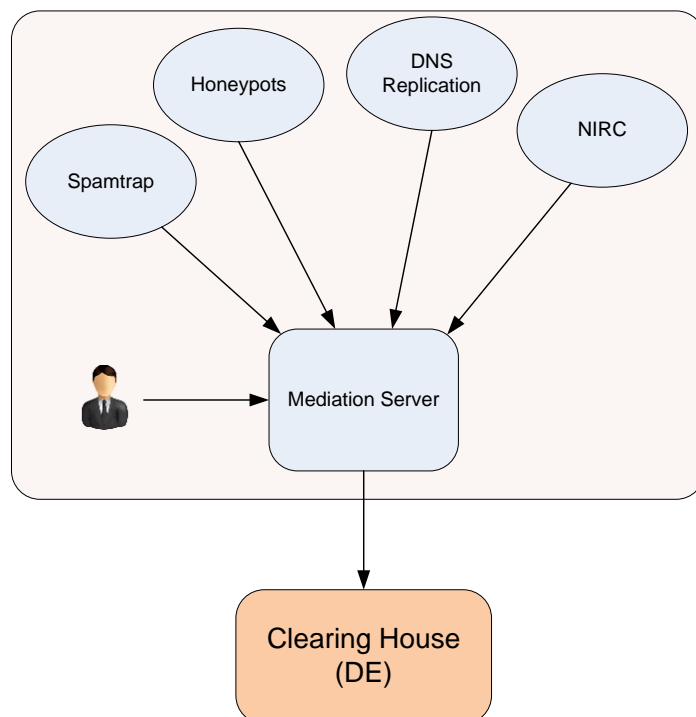 DNS
Replication
Honeypots
NIRC
Spamtrap
Mediation Server
Clearing House
(DE)